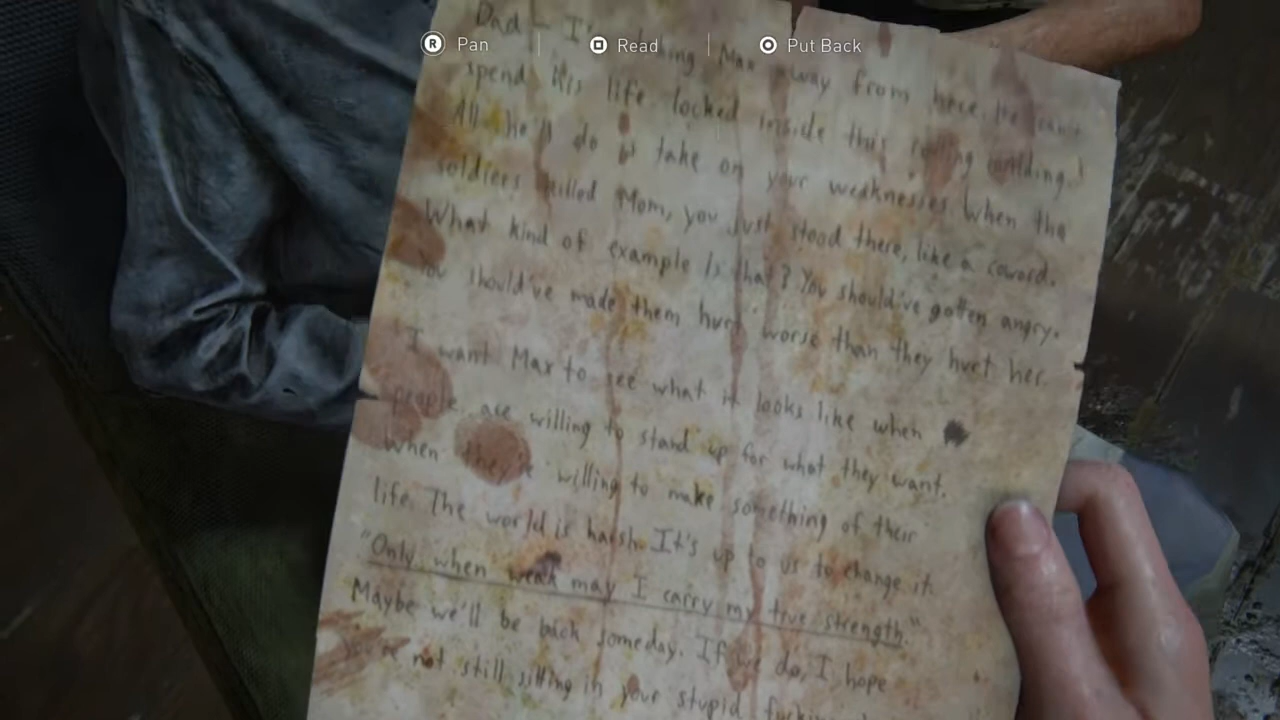 R Pan Read Put Back
Dad - I'm taking Max away from here. He can't
spend his life locked inside this rotting building!
All he'll do is take on your weaknesses. When the
soldiers killed Mom, you just stood there, like a coward.
What kind of example is that? You should've gotten angry.
You should've made them hurt worse than they hurt her.
I want Max to see what it looks like when
people are willing to stand up for what they want.
When they're willing to make something of their
life. The world is harsh. It's up to us to change it.
"Only when weak may I carry my true strength."
Maybe we'll be back someday. If we do, I hope
you're not still sitting in your stupid